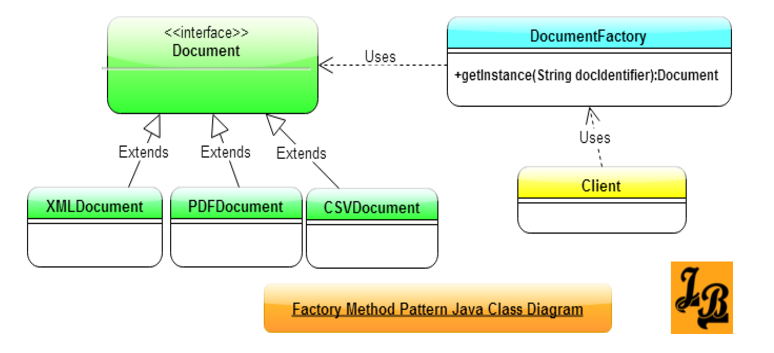 <<interface>>
Document
Uses
DocumentFactory
+getInstance(String docIdentifier):Document
Extends
Extends
Extends
Uses
XMLDocument
PDFDocument
CSVDocument
Client
Factory Method Pattern Java Class Diagram
JB